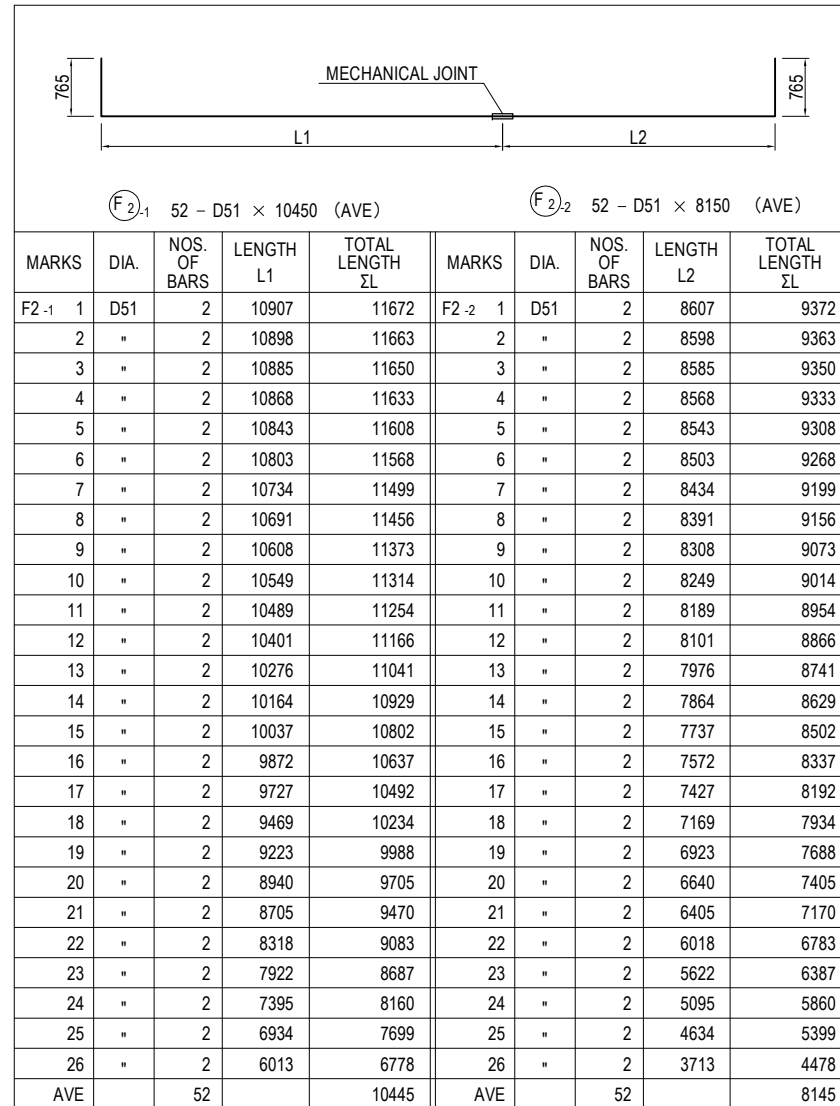 765
MECHANICAL JOINT
765
L1
L2
F2-1 52 – D51 × 10450 (AVE)
F2-2 52 – D51 × 8150 (AVE)
MARKS DIA. NOS. OF BARS LENGTH L1 TOTAL LENGTH ΣL MARKS DIA. NOS. OF BARS LENGTH L2 TOTAL LENGTH ΣL
F2 -1 1 D51 2 10907 11672 F2 -2 1 D51 2 8607 9372
2 " 2 10898 11663 2 " 2 8598 9363
3 " 2 10885 11650 3 " 2 8585 9350
4 " 2 10868 11633 4 " 2 8568 9333
5 " 2 10843 11608 5 " 2 8543 9308
6 " 2 10803 11568 6 " 2 8503 9268
7 " 2 10734 11499 7 " 2 8434 9199
8 " 2 10691 11456 8 " 2 8391 9156
9 " 2 10608 11373 9 " 2 8308 9073
10 " 2 10549 11314 10 " 2 8249 9014
11 " 2 10489 11254 11 " 2 8189 8954
12 " 2 10401 11166 12 " 2 8101 8866
13 " 2 10276 11041 13 " 2 7976 8741
14 " 2 10164 10929 14 " 2 7864 8629
15 " 2 10037 10802 15 " 2 7737 8502
16 " 2 9872 10637 16 " 2 7572 8337
17 " 2 9727 10492 17 " 2 7427 8192
18 " 2 9469 10234 18 " 2 7169 7934
19 " 2 9223 9988 19 " 2 6923 7688
20 " 2 8940 9705 20 " 2 6640 7405
21 " 2 8705 9470 21 " 2 6405 7170
22 " 2 8318 9083 22 " 2 6018 6783
23 " 2 7922 8687 23 " 2 5622 6387
24 " 2 7395 8160 24 " 2 5095 5860
25 " 2 6934 7699 25 " 2 4634 5399
26 " 2 6013 6778 26 " 2 3713 4478
AVE 52 10445 AVE 52 8145